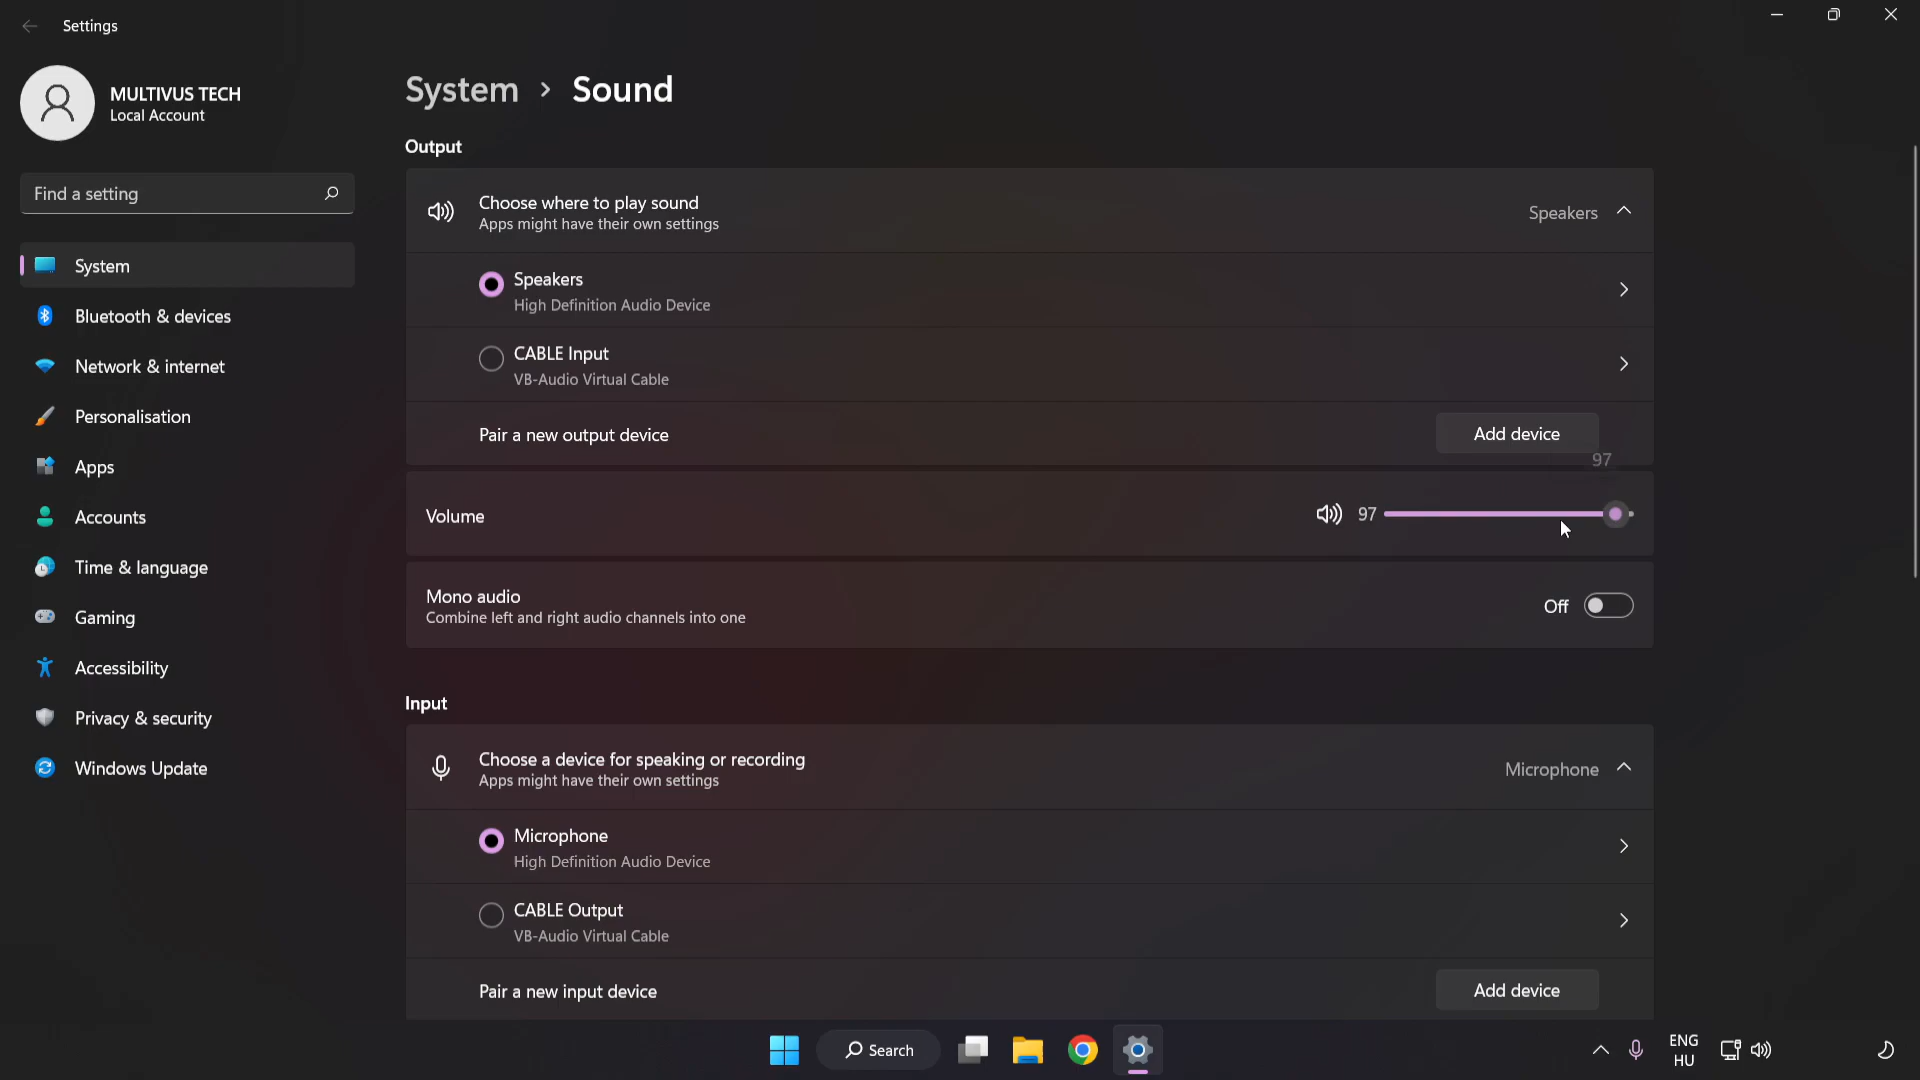 Settings
MULTIVUS TECH
Local Account
Find a setting
System
Bluetooth & devices
Network & internet
Personalisation
Apps
Accounts
Time & language
Gaming
Accessibility
Privacy & security
Windows Update
System > Sound
Output
Choose where to play sound
Apps might have their own settings
Speakers
Speakers
High Definition Audio Device
CABLE Input
VB-Audio Virtual Cable
Pair a new output device
Add device
97
Volume
97
Mono audio
Combine left and right audio channels into one
Off
Input
Choose a device for speaking or recording
Apps might have their own settings
Microphone
Microphone
High Definition Audio Device
CABLE Output
VB-Audio Virtual Cable
Pair a new input device
Add device
Search
ENG
HU